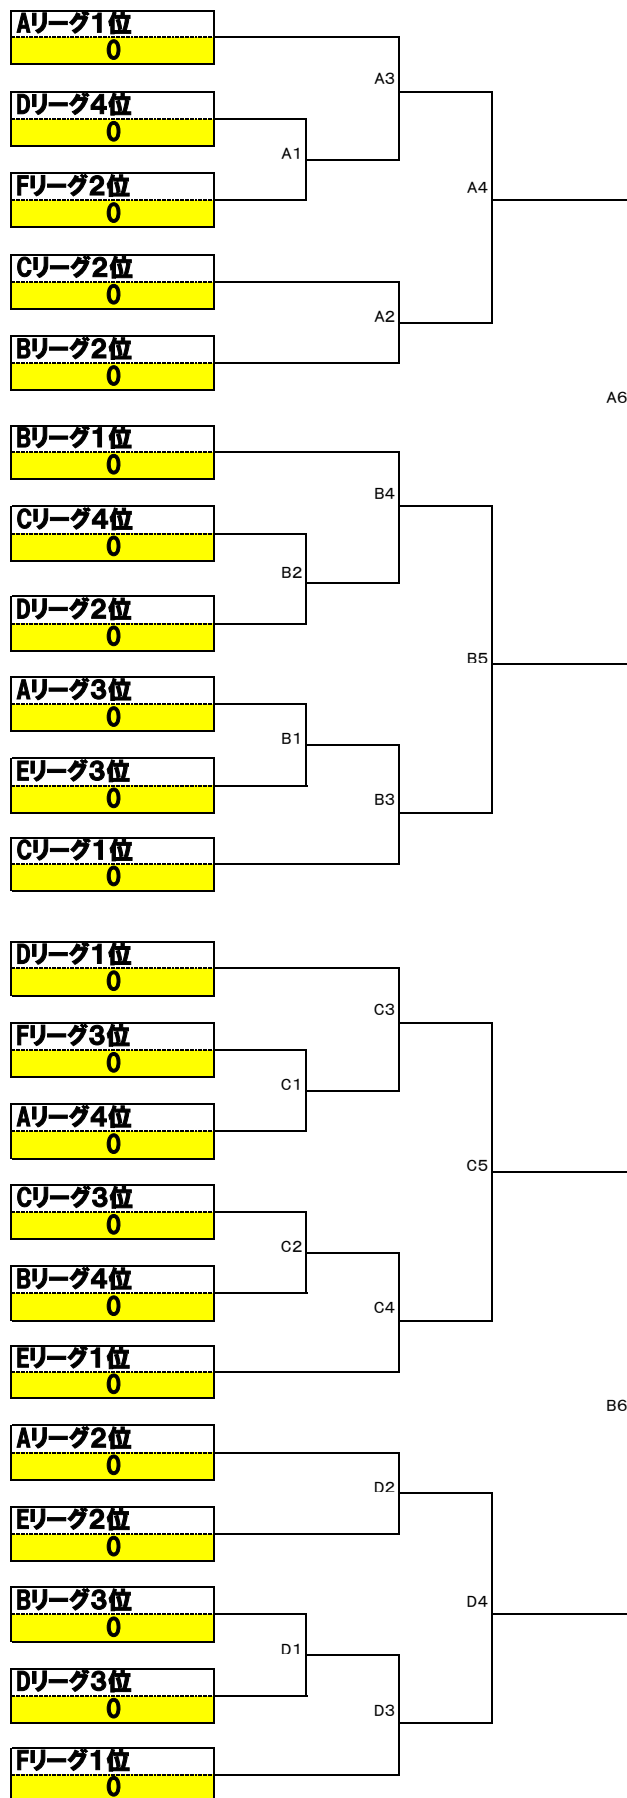 Aリーグ1位
0
A3
Dリーグ4位
0
A1
Fリーグ2位
0
A4
Cリーグ2位
0
A2
Bリーグ2位
0
A6
Bリーグ1位
0
B4
Cリーグ4位
0
B2
Dリーグ2位
0
B5
Aリーグ3位
0
B1
Eリーグ3位
0
B3
Cリーグ1位
0
Dリーグ1位
0
C3
Fリーグ3位
0
C1
Aリーグ4位
0
C5
Cリーグ3位
0
C2
Bリーグ4位
0
C4
Eリーグ1位
0
B6
Aリーグ2位
0
D2
Eリーグ2位
0
Bリーグ3位
0
D4
D1
Dリーグ3位
0
D3
Fリーグ1位
0